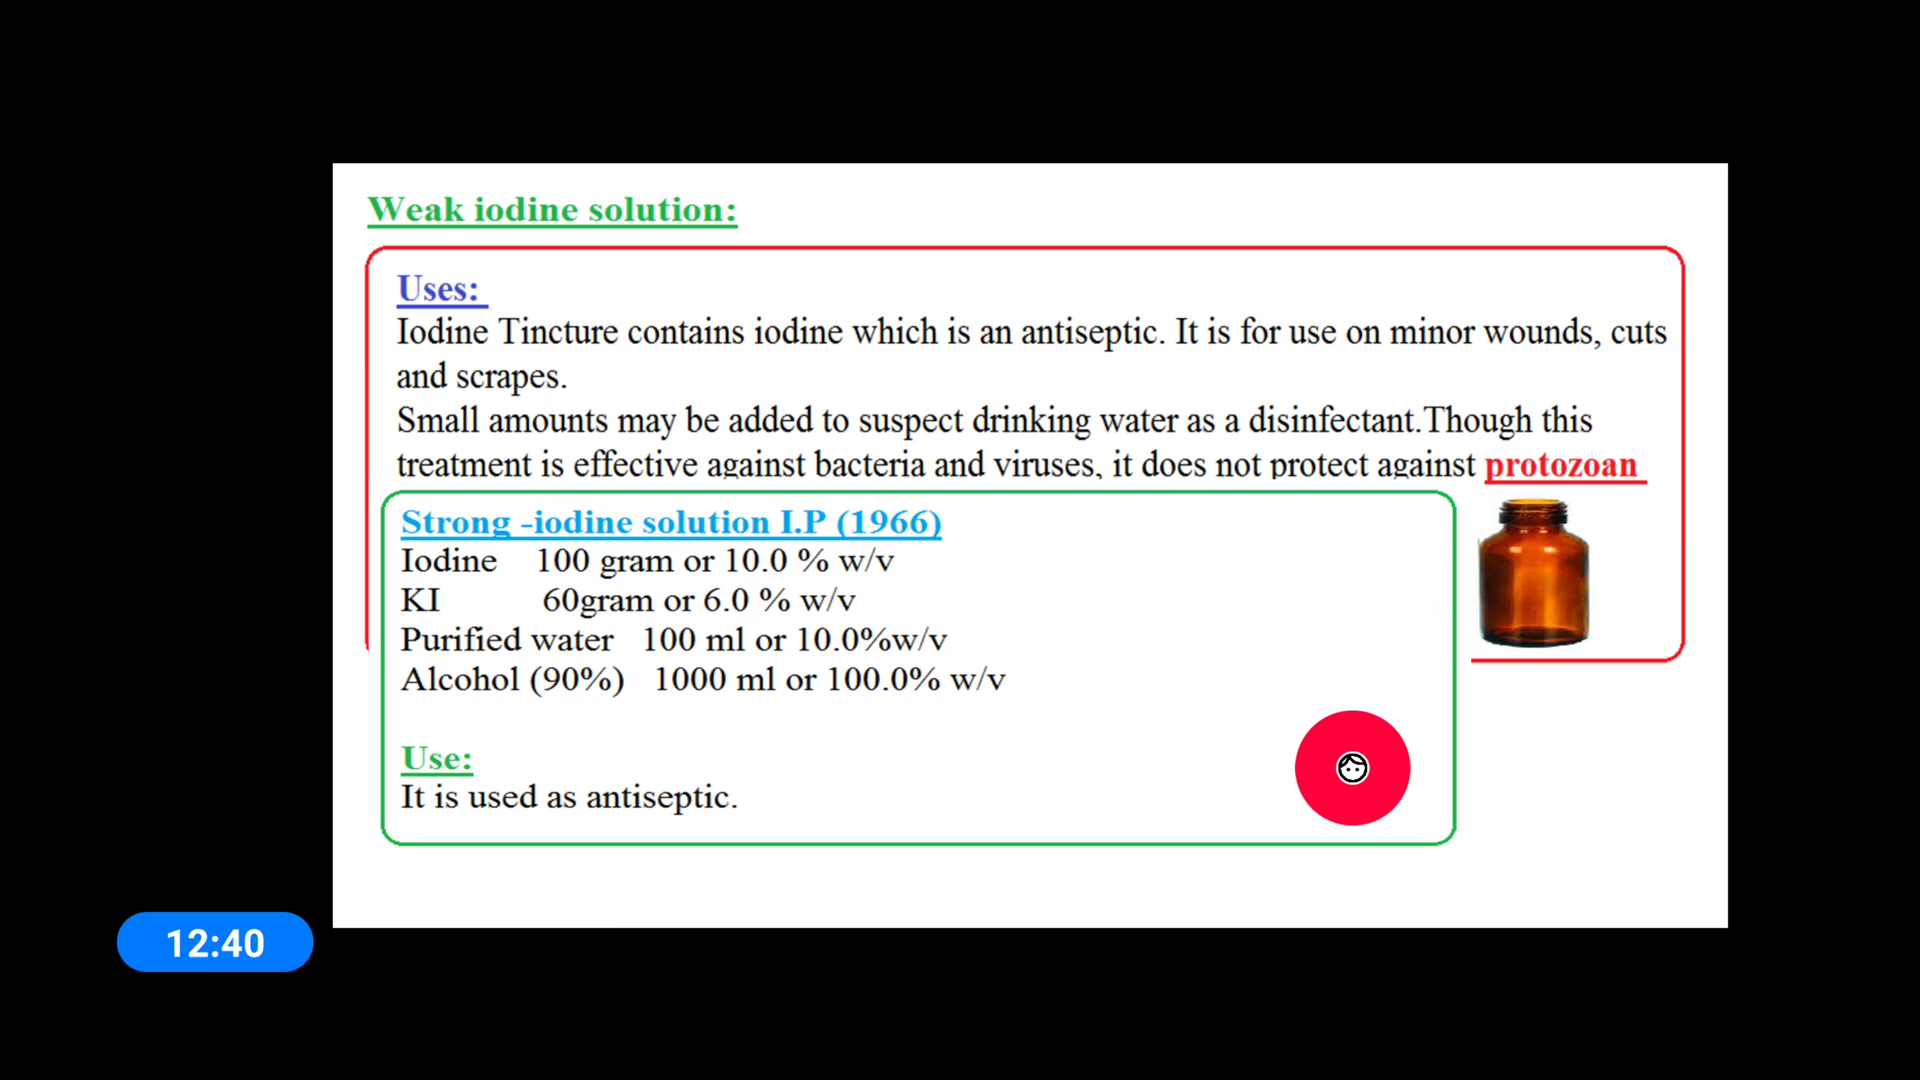 Weak iodine solution:
Uses:
Iodine Tincture contains iodine which is an antiseptic. It is for use on minor wounds, cuts
and scrapes.
Small amounts may be added to suspect drinking water as a disinfectant.Though this
treatment is effective against bacteria and viruses, it does not protect against protozoan
Strong -iodine solution I.P (1966)
Iodine 100 gram or 10.0 % w/v
KI 60gram or 6.0 % w/v
Purified water 100 ml or 10.0%w/v
Alcohol (90%) 1000 ml or 100.0% w/v
Use:
It is used as antiseptic.
12:40